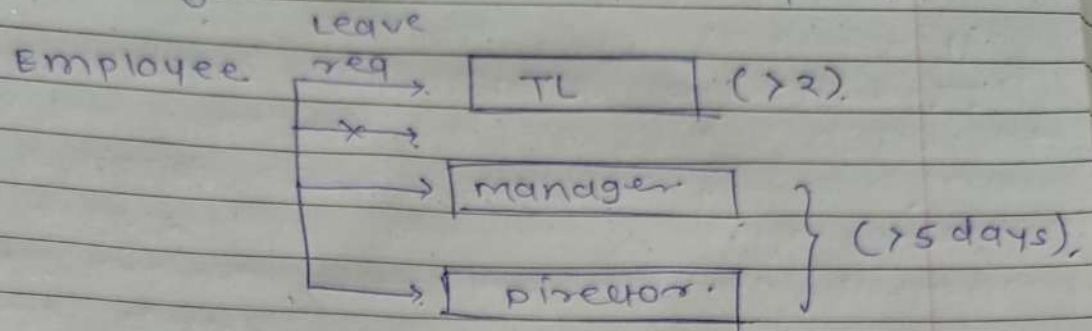 Leave
Employee req TL (>2).
manager
(>5 days).
Director.